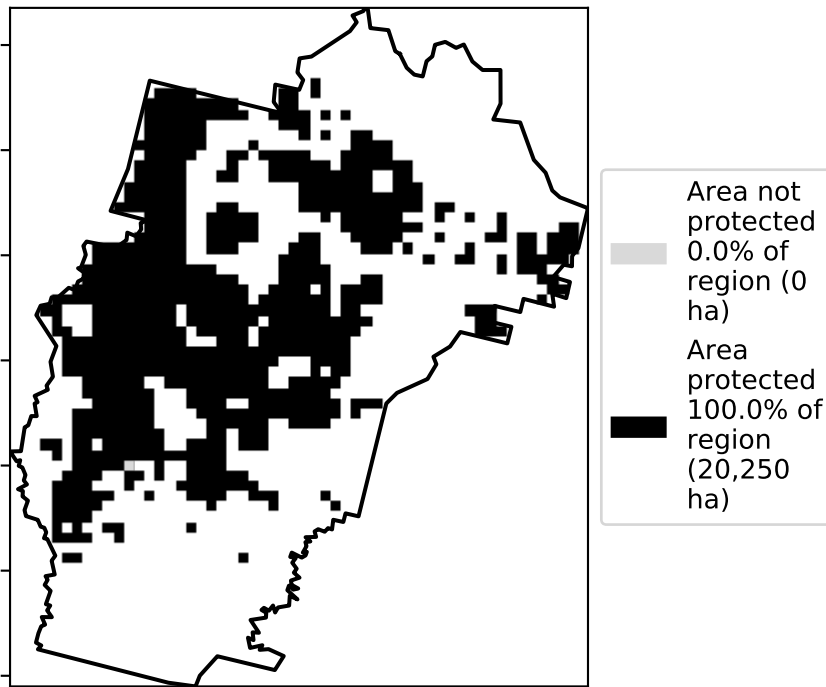 Area not
protected
0.0% of
region (0
ha)
Area
protected
100.0% of
region
(20,250
ha)